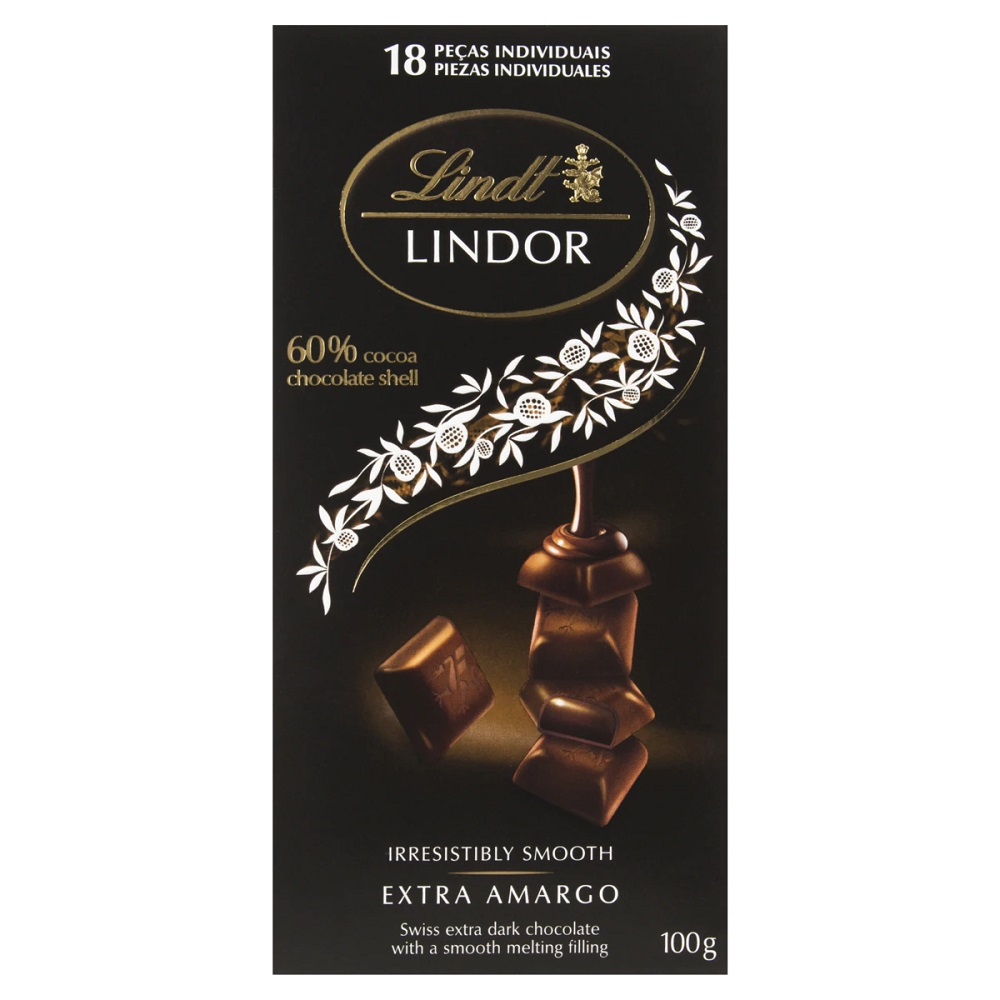 18 PEÇAS INDIVIDUAIS
PIEZAS INDIVIDUALES
Lindt
LINDOR
60% cocoa
chocolate shell
IRRESISTIBLY SMOOTH
EXTRA AMARGO
Swiss extra dark chocolate
with a smooth melting filling
100g